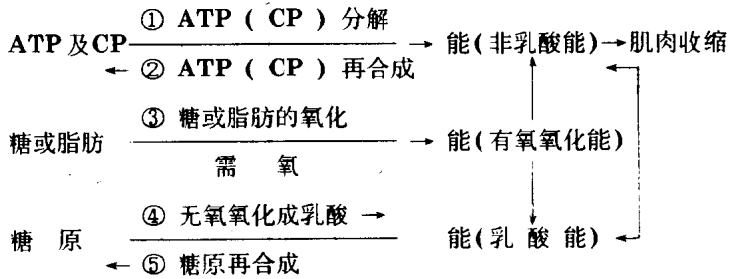 ① ATP ( CP ) 分解
ATP及CP → 能(非乳酸能)→肌肉收缩
← ② ATP ( CP ) 再合成
③ 糖或脂肪的氧化
糖或脂肪 → 能(有氧氧化能)
需 氧
④ 无氧氧化成乳酸 →
糖 原 能(乳 酸 能)
← ⑤ 糖原再合成